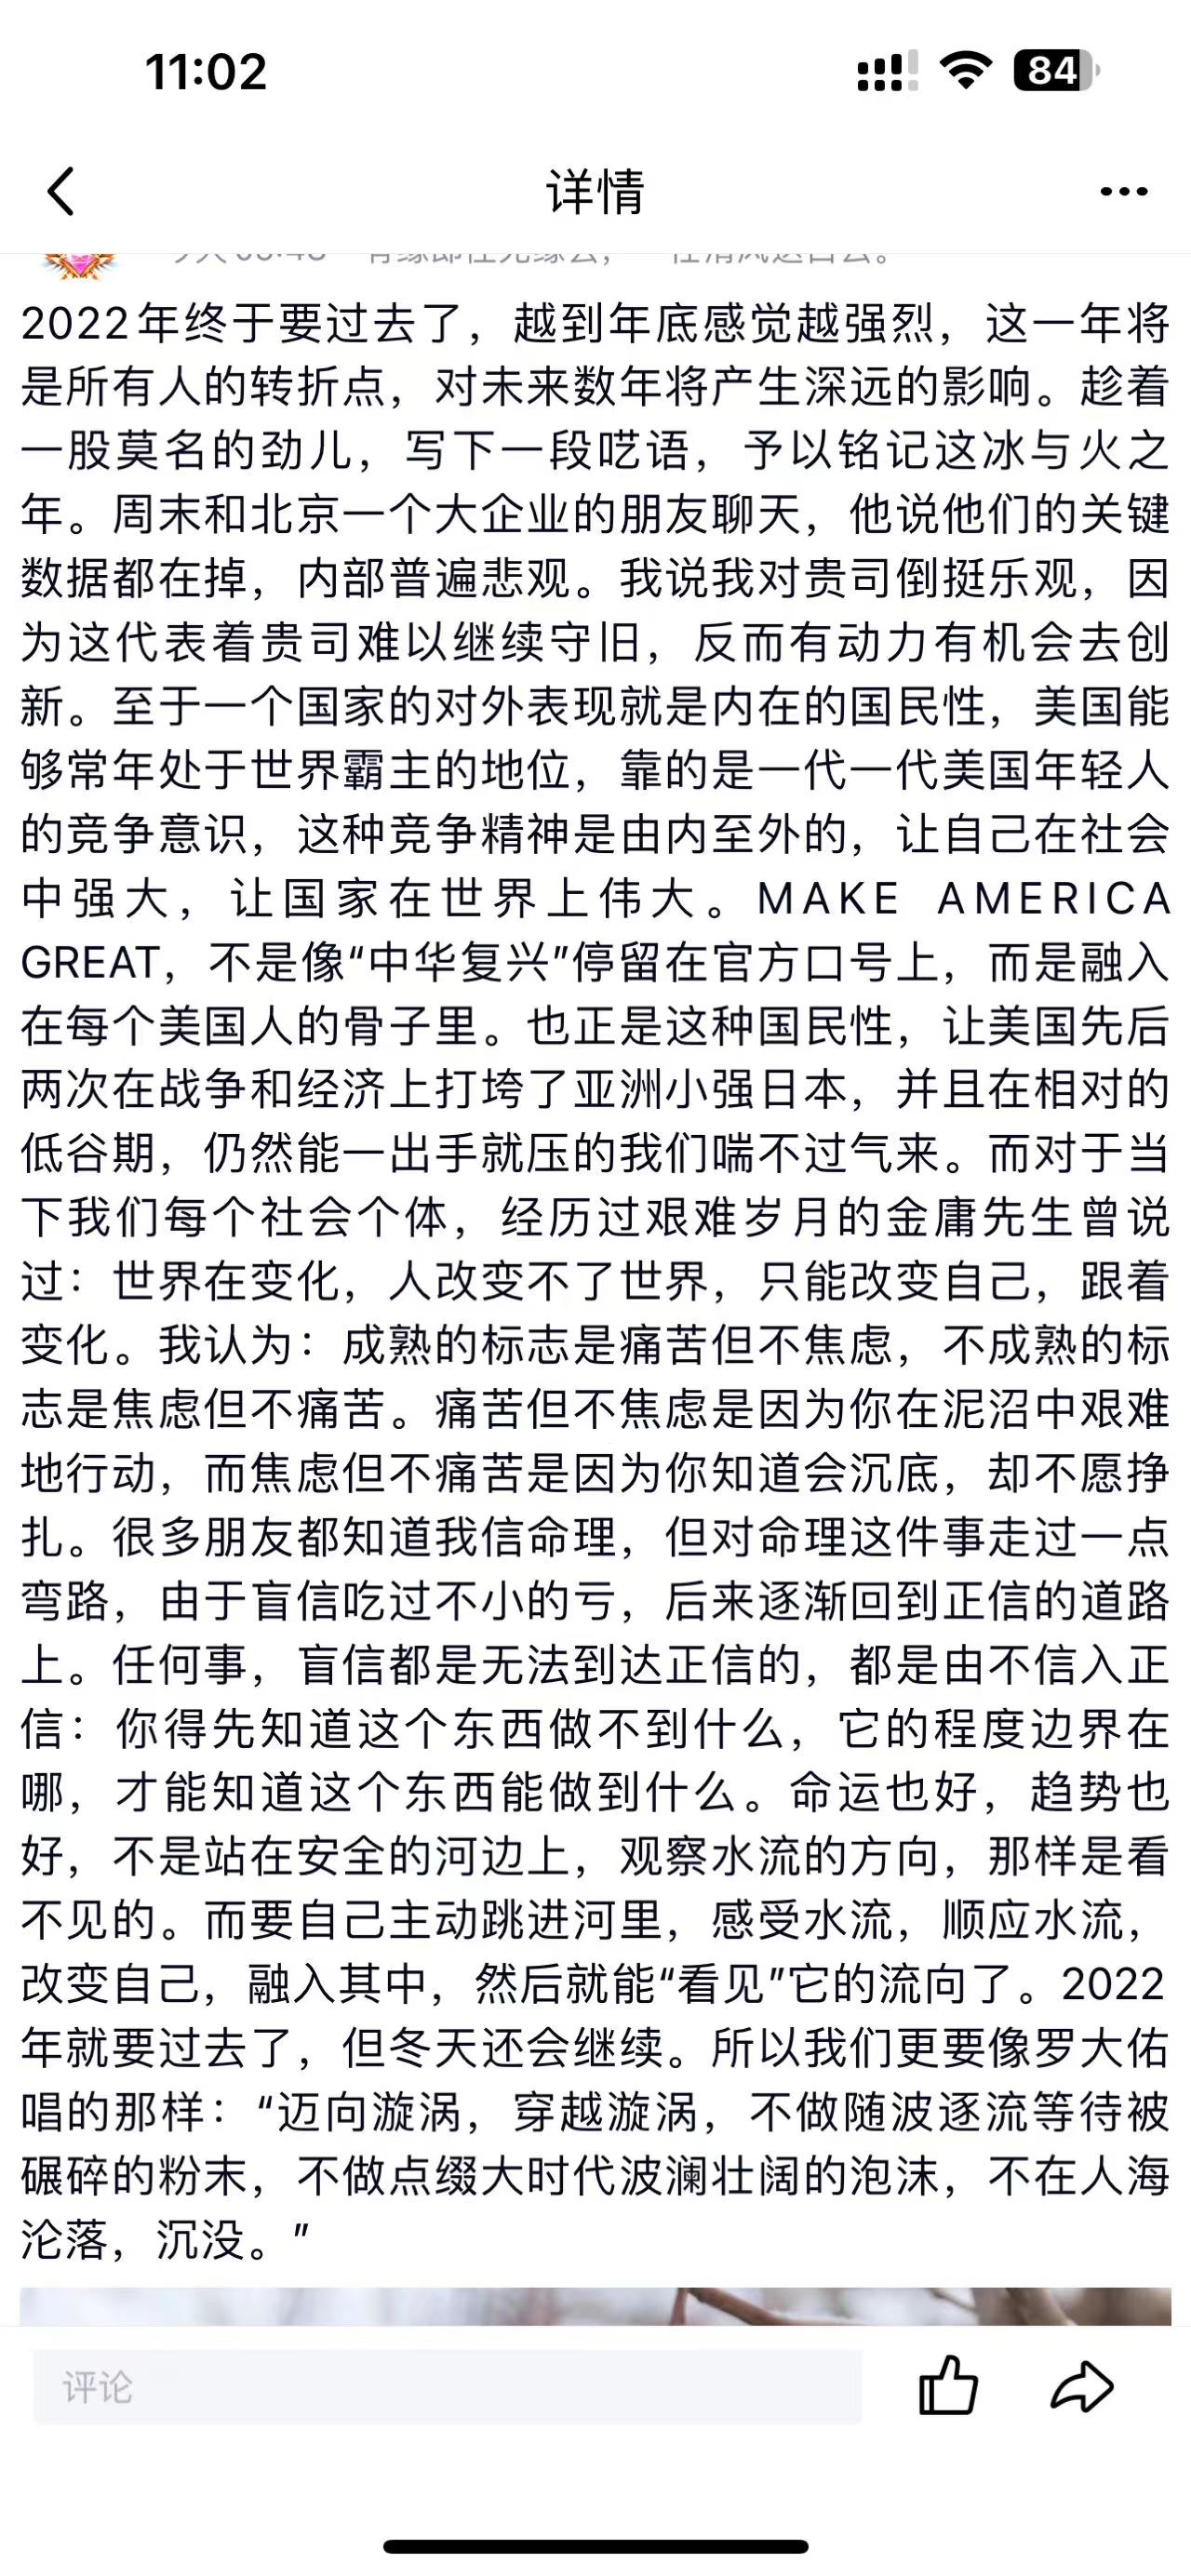 11:02
84
详情
2022年终于要过去了，越到年底感觉越强烈，这一年将
是所有人的转折点，对未来数年将产生深远的影响。趁着
一股莫名的劲儿，写下一段呓语，予以铭记这冰与火之
年。周末和北京一个大企业的朋友聊天，他说他们的关键
数据都在掉，内部普遍悲观。我说我对贵司倒挺乐观，因
为这代表着贵司难以继续守旧，反而有动力有机会去创
新。至于一个国家的对外表现就是内在的国民性，美国能
够常年处于世界霸主的地位，靠的是一代一代美国年轻人
的竞争意识，这种竞争精神是由内至外的，让自己在社会
中强大，让国家在世界上伟大。MAKE AMERICA
GREAT，不是像“中华复兴”停留在官方口号上，而是融入
在每个美国人的骨子里。也正是这种国民性，让美国先后
两次在战争和经济上打垮了亚洲小强日本，并且在相对的
低谷期，仍然能一出手就压的我们喘不过气来。而对于当
下我们每个社会个体，经历过艰难岁月的金庸先生曾说
过：世界在变化，人改变不了世界，只能改变自己，跟着
变化。我认为：成熟的标志是痛苦但不焦虑，不成熟的标
志是焦虑但不痛苦。痛苦但不焦虑是因为你在泥沼中艰难
地行动，而焦虑但不痛苦是因为你知道会沉底，却不愿挣
扎。很多朋友都知道我信命理，但对命理这件事走过一点
弯路，由于盲信吃过不小的亏，后来逐渐回到正信的道路
上。任何事，盲信都是无法到达正信的，都是由不信入正
信：你得先知道这个东西做不到什么，它的程度边界在
哪，才能知道这个东西能做到什么。命运也好，趋势也
好，不是站在安全的河边上，观察水流的方向，那样是看
不见的。而要自己主动跳进河里，感受水流，顺应水流，
改变自己，融入其中，然后就能“看见”它的流向了。2022
年就要过去了，但冬天还会继续。所以我们更要像罗大佑
唱的那样：“迈向漩涡，穿越漩涡，不做随波逐流等待被
碾碎的粉末，不做点缀大时代波澜壮阔的泡沫，不在人海
沦落，沉没。”
评论